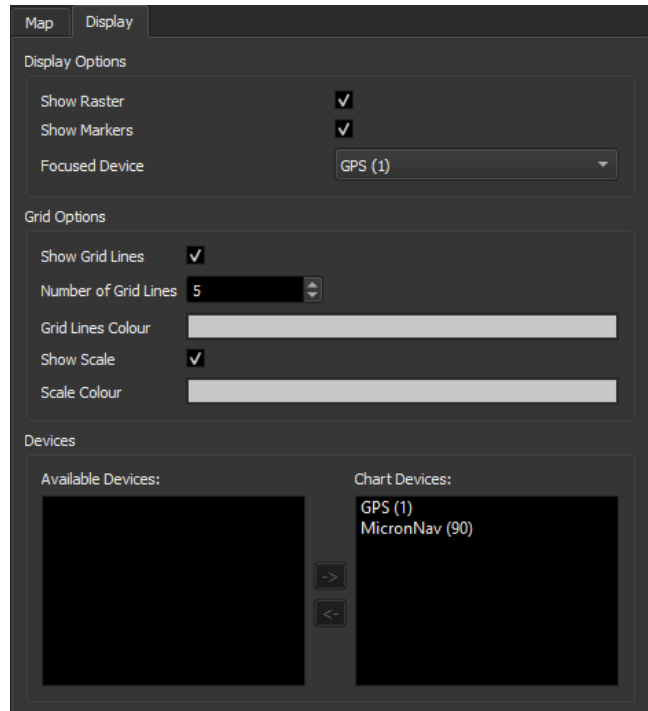 Map Display
Display Options
Show Raster
Show Markers
Focused Device GPS (1)
Grid Options
Show Grid Lines
Number of Grid Lines 5
Grid Lines Colour
Show Scale
Scale Colour
Devices
Available Devices: Chart Devices:
GPS (1)
MicronNav (90)
->
<-